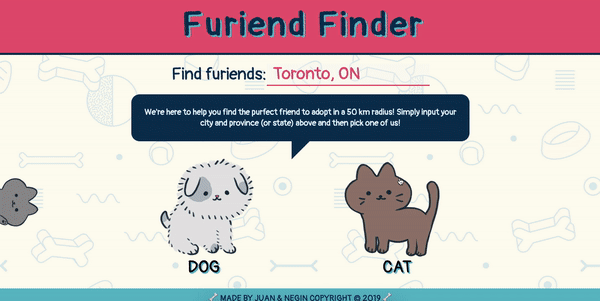 Furiend Finder
Find furiends: Toronto, ON
We're here to help you find the purfect friend to adopt in a 50 km radius! Simply input your
city and province (or state) above and then pick one of us!
DOG CAT
MADE BY JUAN & NEGIN COPYRIGHT © 2019